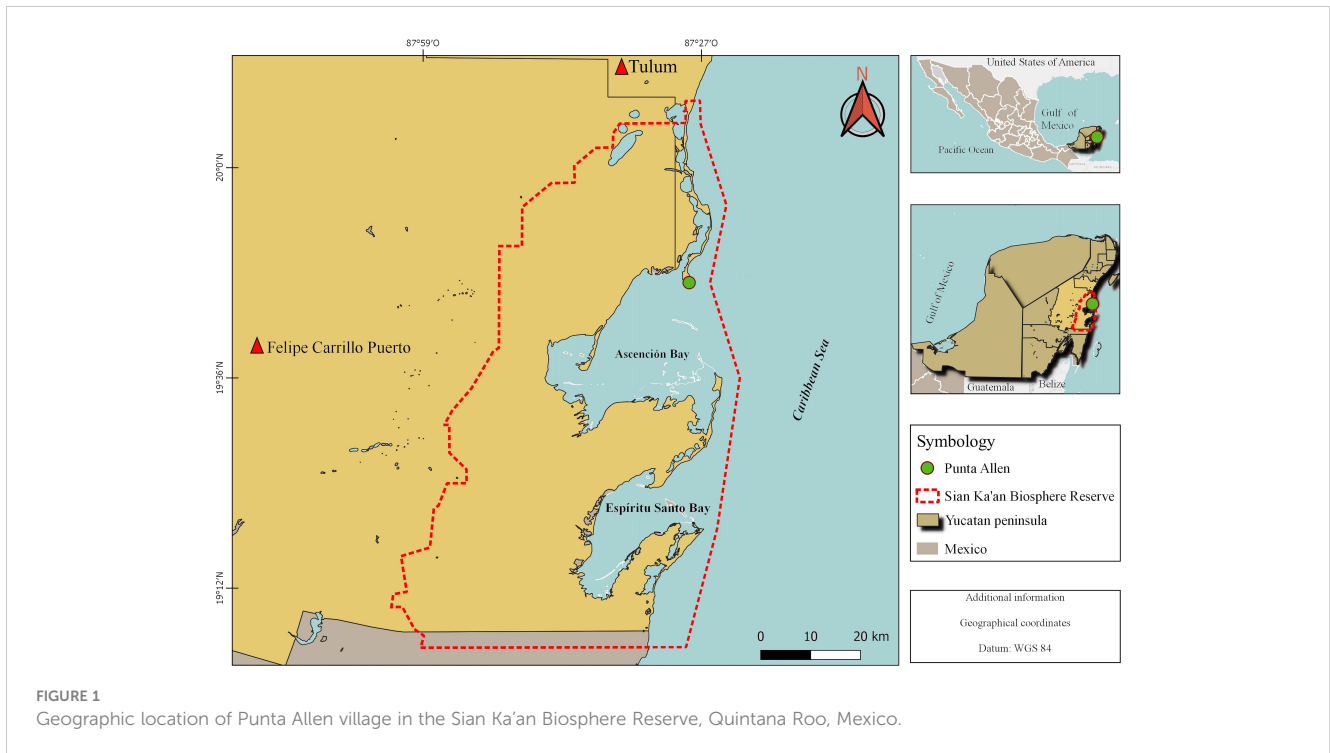 87°59'O
87°27'O
Tulum
N
20°0'N
19°36'N
19°12'N
Felipe Carrillo Puerto
Ascención Bay
Espíritu Santo Bay
Caribbean Sea
0 10 20 km
United States of America
Gulf of
Mexico
Pacific Ocean
Gulf of Mexico
Guatemala
Belize
Symbology
Punta Allen
Sian Ka'an Biosphere Reserve
Yucatan peninsula
Mexico
Additional information
Geographical coordinates
Datum: WGS 84
FIGURE 1
Geographic location of Punta Allen village in the Sian Ka’an Biosphere Reserve, Quintana Roo, Mexico.